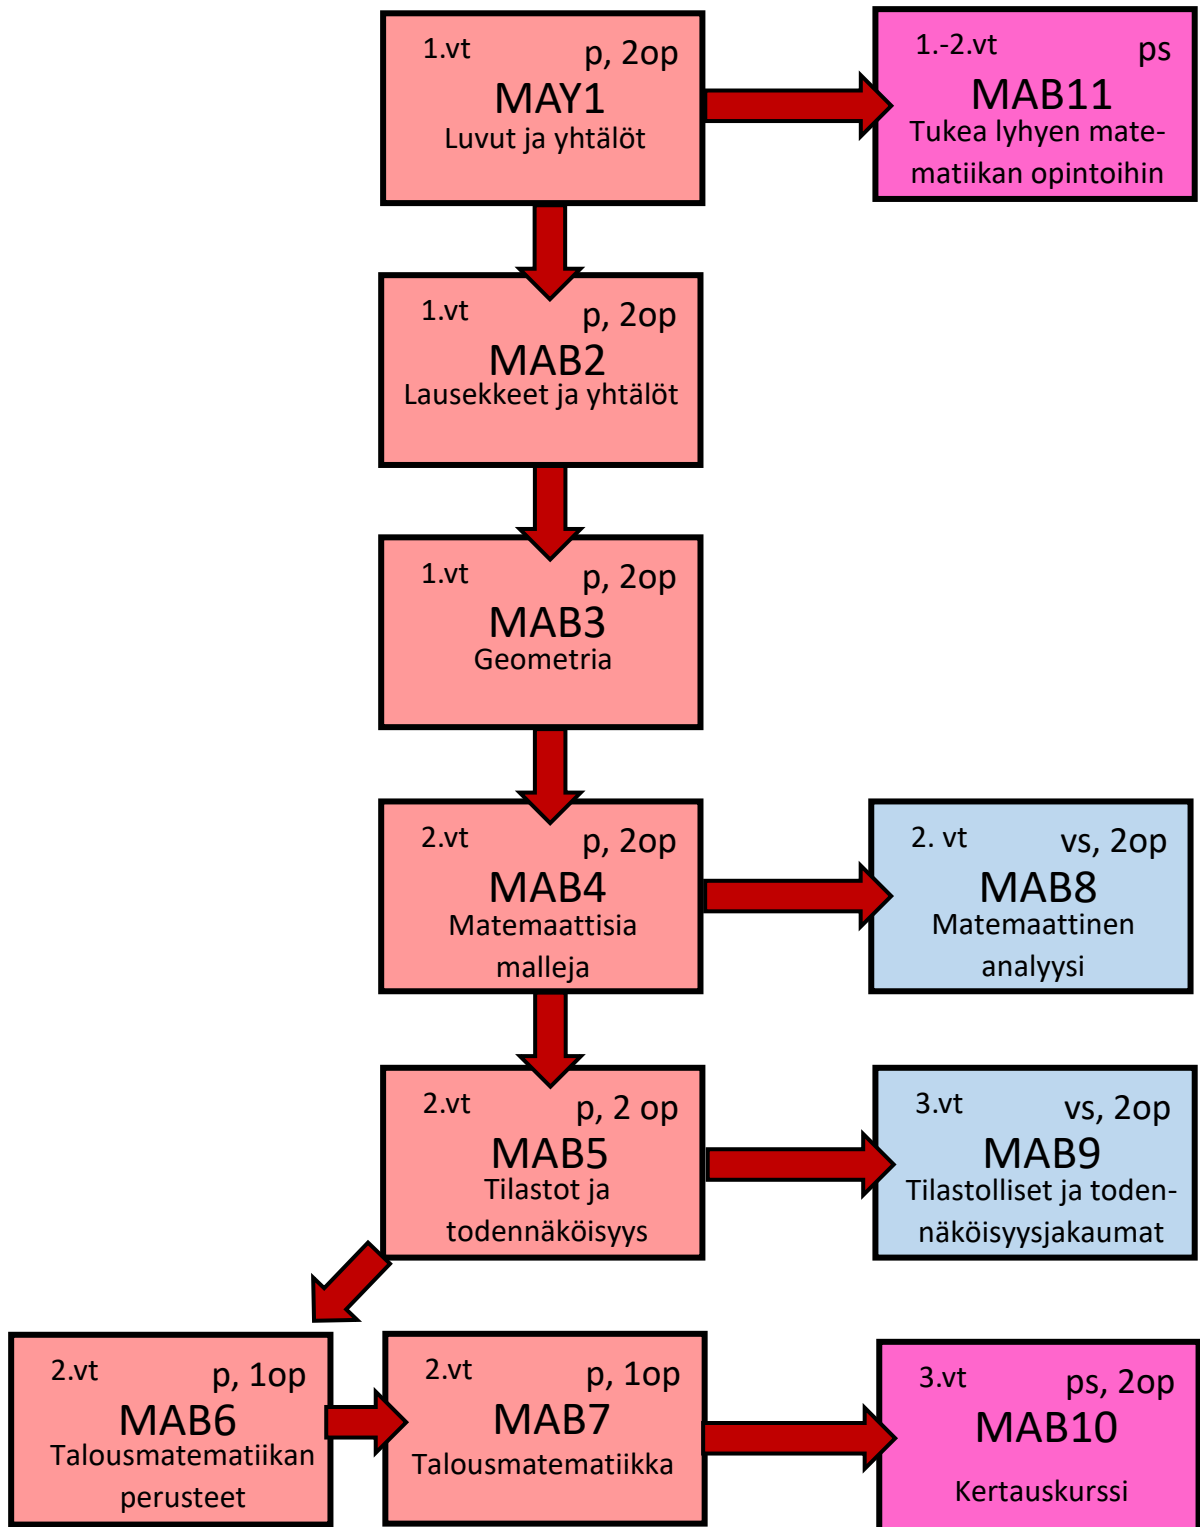 1.vt p, 2op
MAY1
Luvut ja yhtälöt
1.-2.vt ps
MAB11
Tukea lyhyen mate-
matiikan opintoihin
1.vt p, 2op
MAB2
Lausekkeet ja yhtälöt
1.vt p, 2op
MAB3
Geometria
2.vt p, 2op
MAB4
Matemaattisia
malleja
2. vt vs, 2op
MAB8
Matemaattinen
analyysi
2.vt p, 2 op
MAB5
Tilastot ja
todennäköisyys
3.vt vs, 2op
MAB9
Tilastolliset ja toden-
näköisyysjakaumat
2.vt p, 1op
MAB6
Talousmatematiikan
perusteet
2.vt p, 1op
MAB7
Talousmatematiikka
3.vt ps, 2op
MAB10
Kertauskurssi